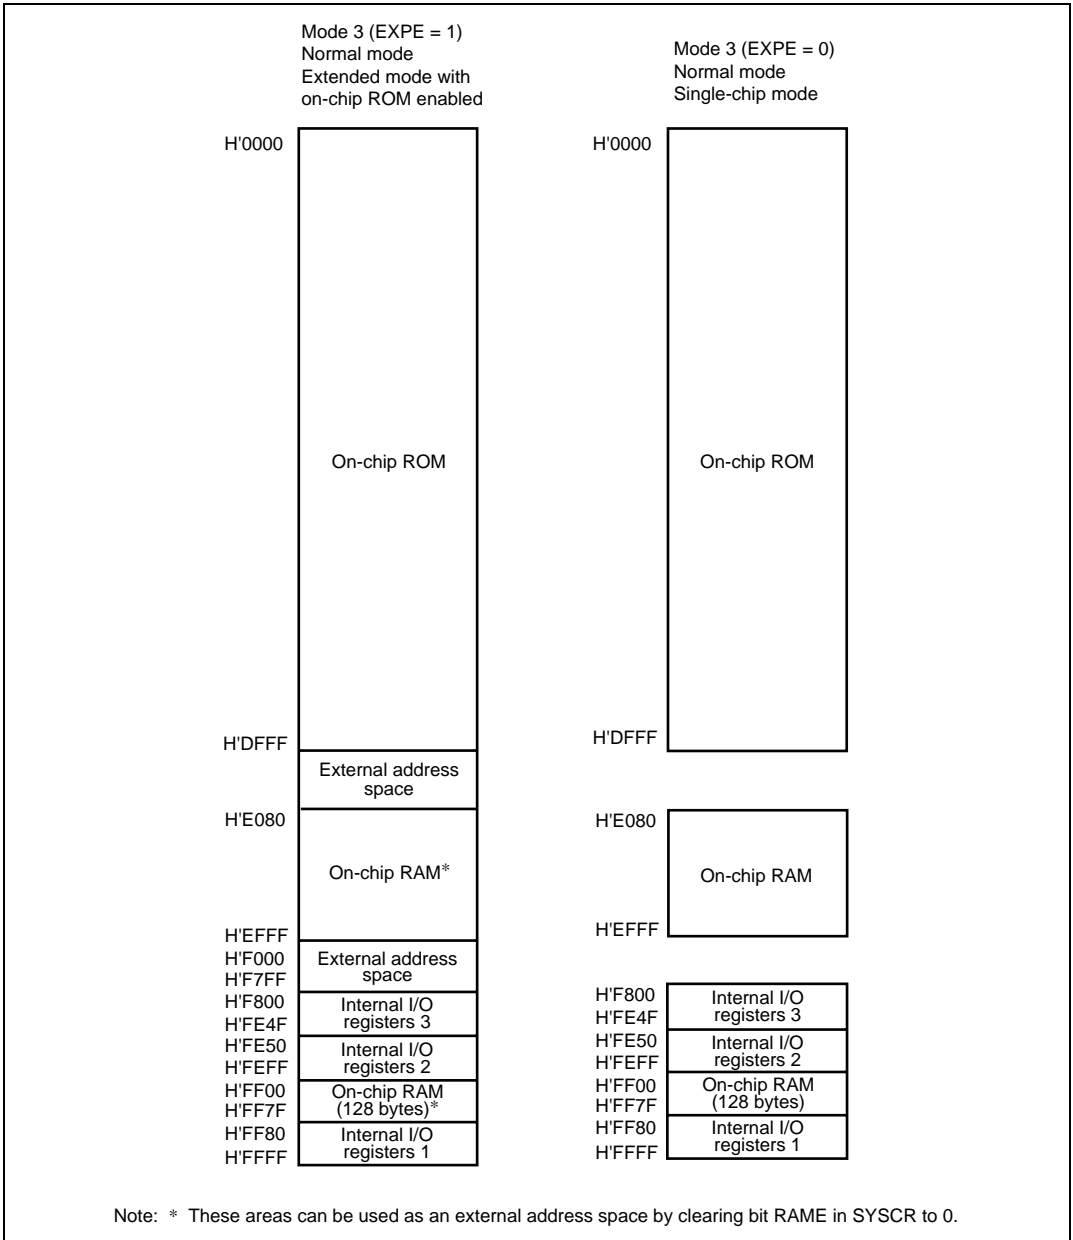 Mode 3 (EXPE = 1)
Normal mode
Extended mode with
on-chip ROM enabled
H'0000
On-chip ROM
H'DFFF
External address
space
H'E080
On-chip RAM*
H'EFFF
H'F000
External address
space
H'F7FF
H'F800
Internal I/O
registers 3
H'FE4F
H'FE50
Internal I/O
registers 2
H'FEFF
H'FF00
On-chip RAM
(128 bytes)*
H'FF7F
H'FF80
Internal I/O
registers 1
H'FFFF
Mode 3 (EXPE = 0)
Normal mode
Single-chip mode
H'0000
On-chip ROM
H'DFFF
H'E080
On-chip RAM
H'EFFF
H'F800
Internal I/O
registers 3
H'FE4F
H'FE50
Internal I/O
registers 2
H'FEFF
H'FF00
On-chip RAM
(128 bytes)
H'FF7F
H'FF80
Internal I/O
registers 1
H'FFFF
Note: * These areas can be used as an external address space by clearing bit RAME in SYSCR to 0.